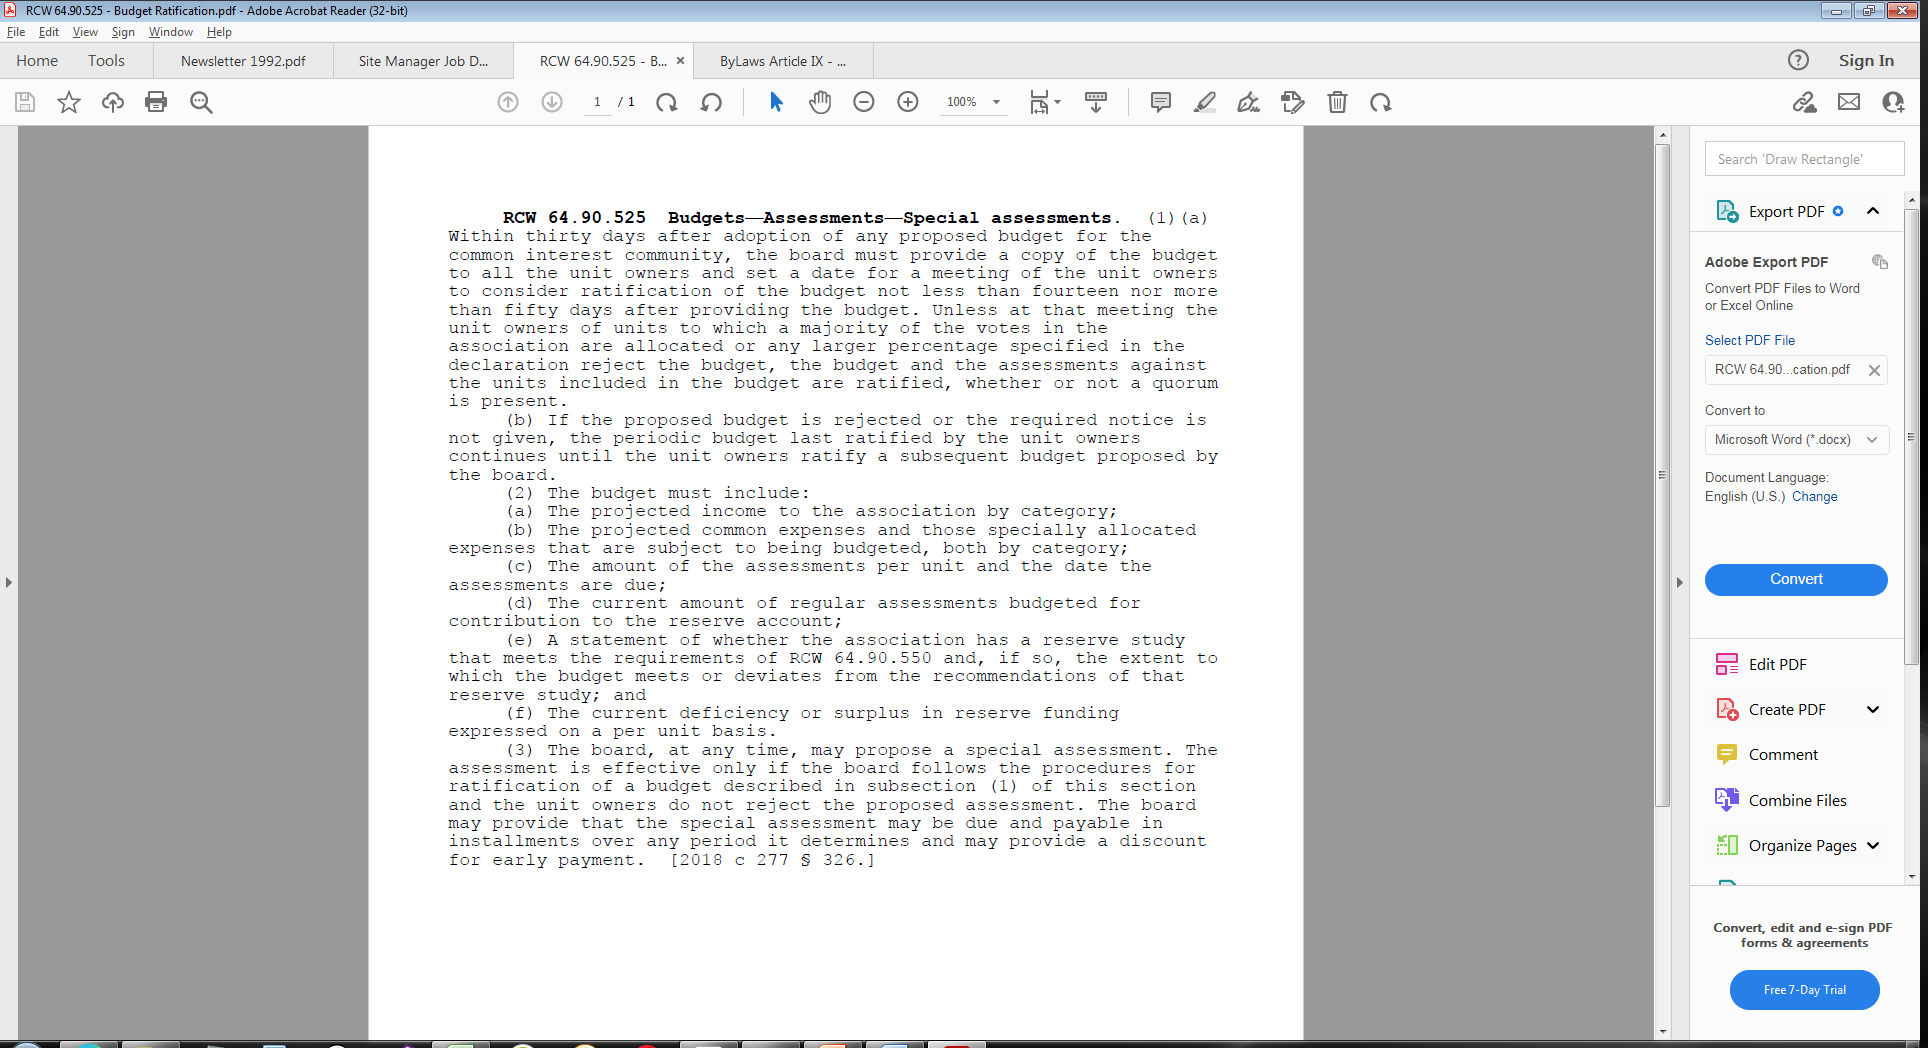 RCW 64.90.525 - Budget Ratification.pdf - Adobe Acrobat Reader (32-bit)
File Edit View Sign Window Help
Home Tools Newsletter 1992.pdf Site Manager Job D... RCW 64.90.525 - B... ByLaws Article IX - ... Sign In
1 / 1 100%
RCW 64.90.525 Budgets—Assessments—Special assessments. (1)(a)
Within thirty days after adoption of any proposed budget for the
common interest community, the board must provide a copy of the budget
to all the unit owners and set a date for a meeting of the unit owners
to consider ratification of the budget not less than fourteen nor more
than fifty days after providing the budget. Unless at that meeting the
unit owners of units to which a majority of the votes in the
association are allocated or any larger percentage specified in the
declaration reject the budget, the budget and the assessments against
the units included in the budget are ratified, whether or not a quorum
is present.
(b) If the proposed budget is rejected or the required notice is
not given, the periodic budget last ratified by the unit owners
continues until the unit owners ratify a subsequent budget proposed by
the board.
(2) The budget must include:
(a) The projected income to the association by category;
(b) The projected common expenses and those specially allocated
expenses that are subject to being budgeted, both by category;
(c) The amount of the assessments per unit and the date the
assessments are due;
(d) The current amount of regular assessments budgeted for
contribution to the reserve account;
(e) A statement of whether the association has a reserve study
that meets the requirements of RCW 64.90.550 and, if so, the extent to
which the budget meets or deviates from the recommendations of that
reserve study; and
(f) The current deficiency or surplus in reserve funding
expressed on a per unit basis.
(3) The board, at any time, may propose a special assessment. The
assessment is effective only if the board follows the procedures for
ratification of a budget described in subsection (1) of this section
and the unit owners do not reject the proposed assessment. The board
may provide that the special assessment may be due and payable in
installments over any period it determines and may provide a discount
for early payment. [2018 c 277 § 326.]
Search 'Draw Rectangle'
Export PDF
Adobe Export PDF
Convert PDF Files to Word
or Excel Online
Select PDF File
RCW 64.90...cation.pdf
Convert to
Microsoft Word (*.docx)
Document Language:
English (U.S.) Change
Convert
Edit PDF
Create PDF
Comment
Combine Files
Organize Pages
Convert, edit and e-sign PDF
forms & agreements
Free 7-Day Trial